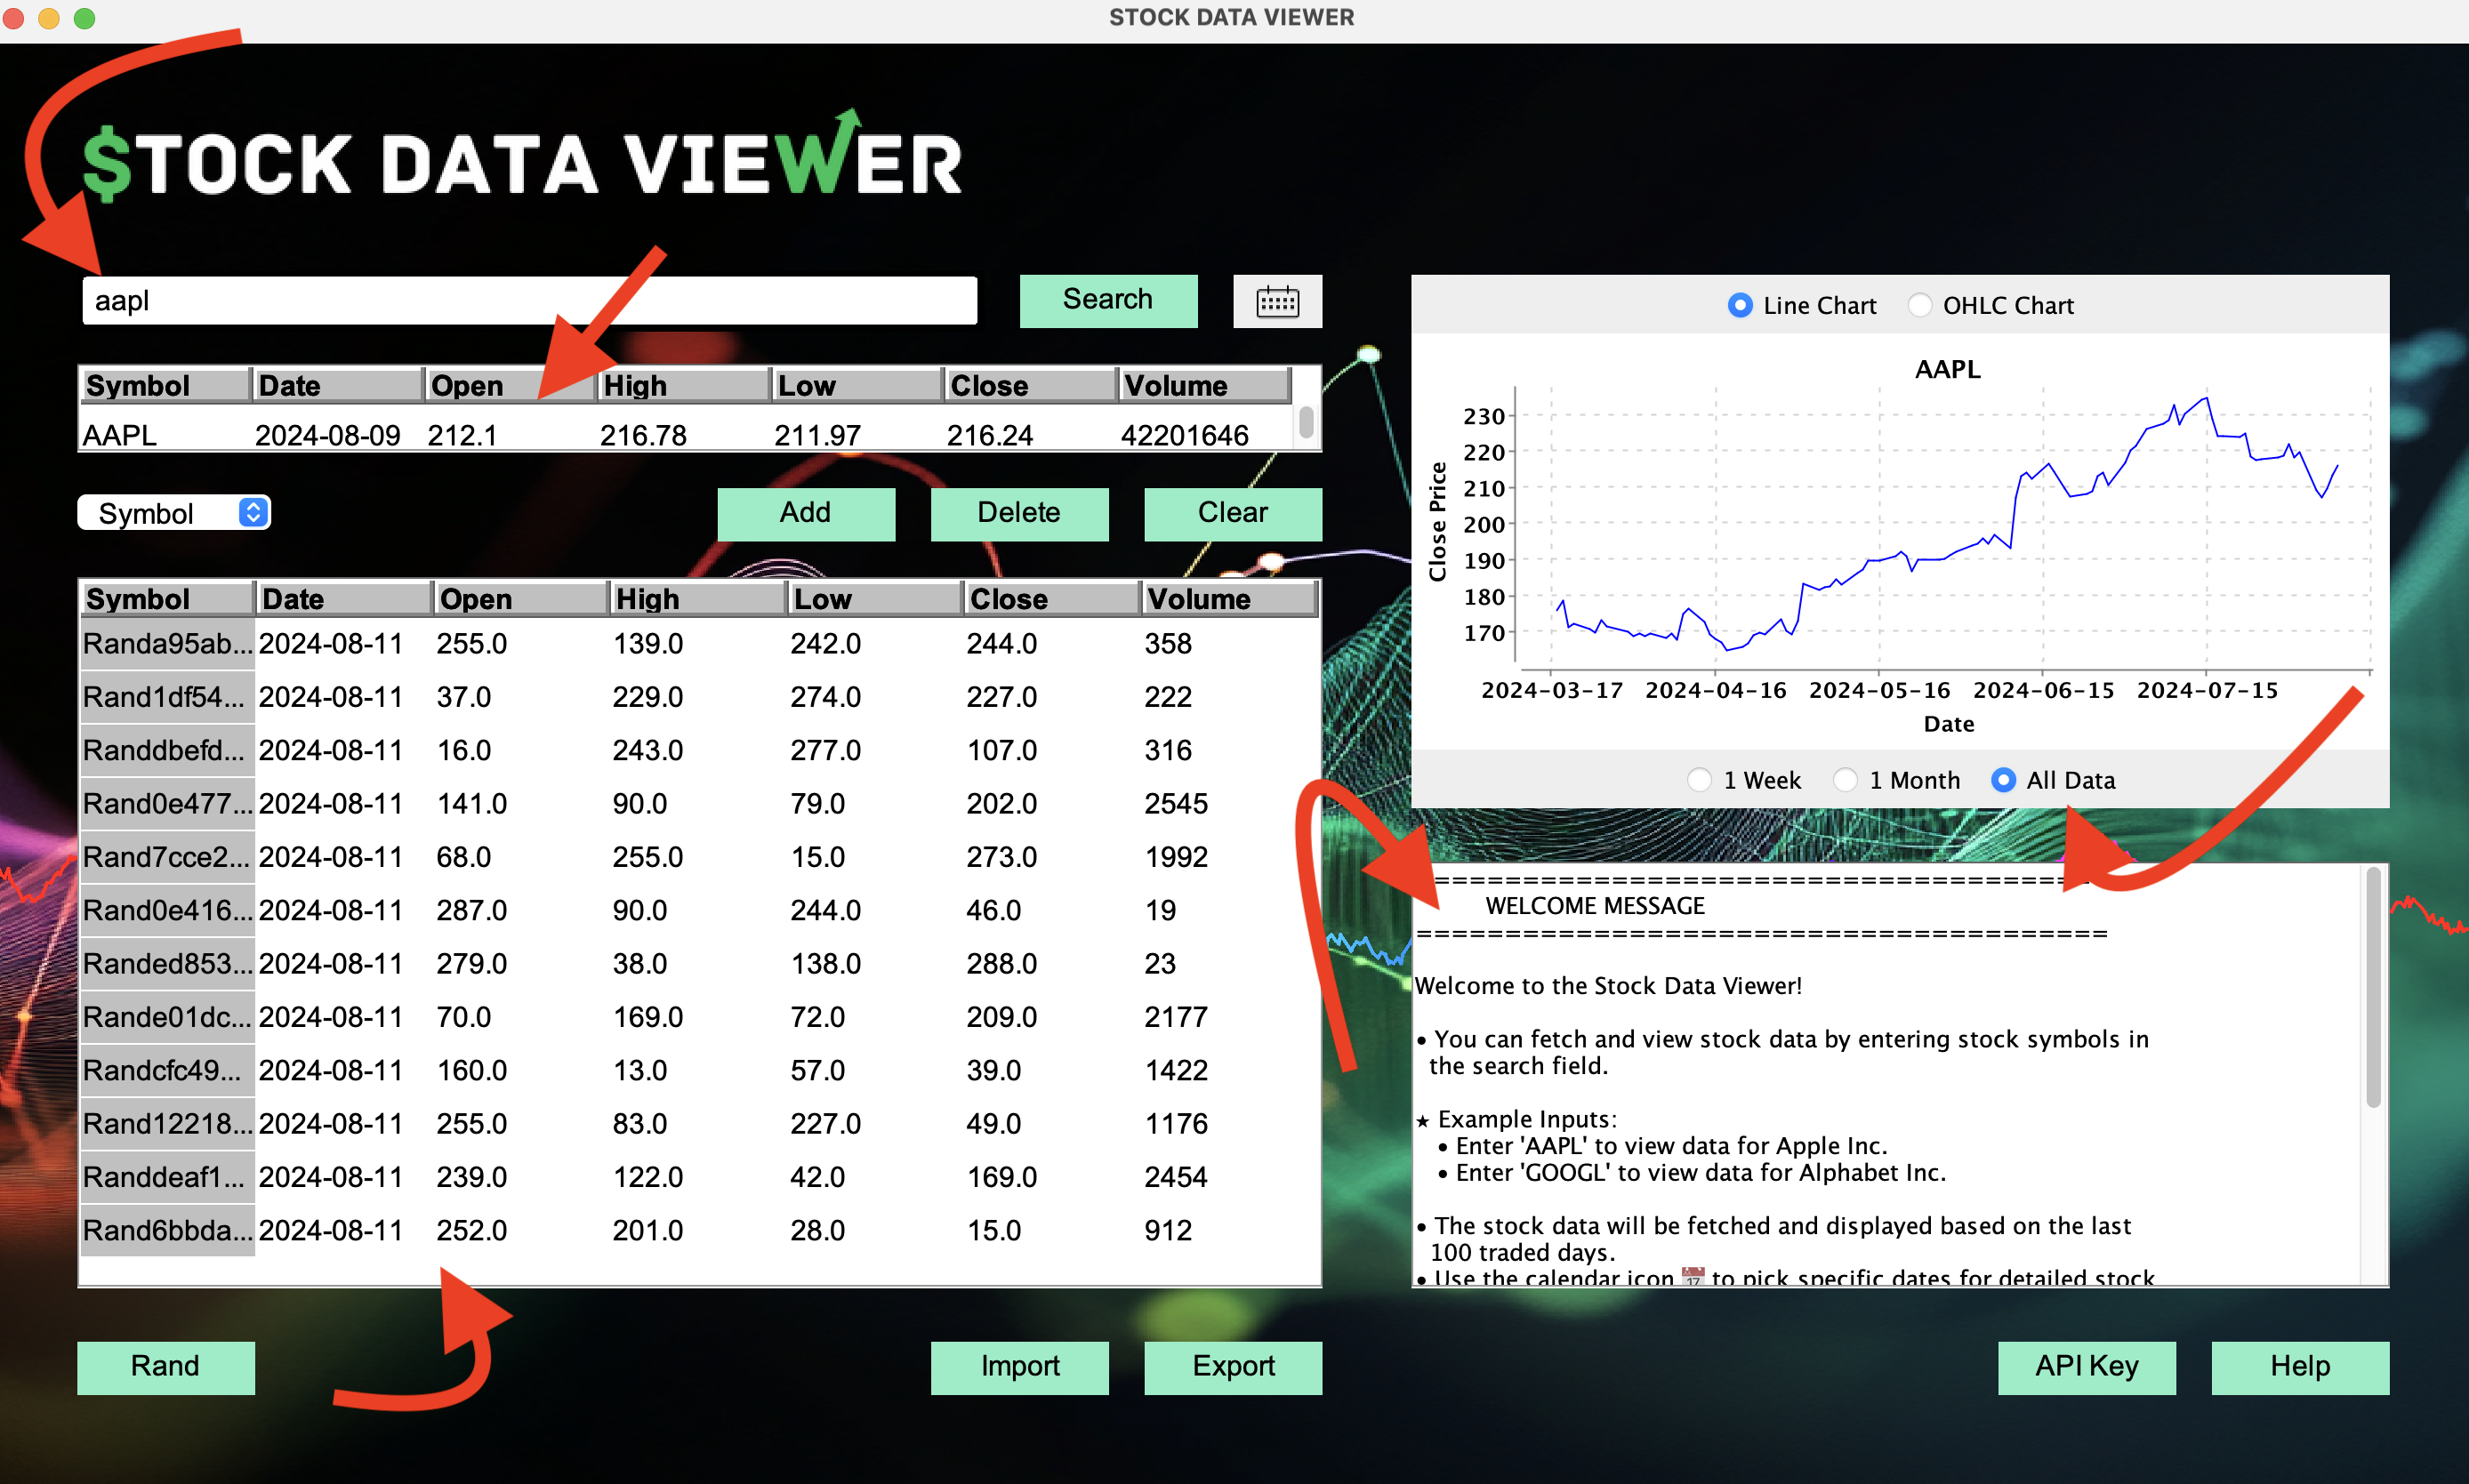 STOCK DATA VIEWER
$TOCK DATA VIEWER
aapl
Search
Symbol Date Open High Low Close Volume
AAPL 2024-08-09 212.1 216.78 211.97 216.24 42201646
Symbol
Add Delete Clear
Symbol Date Open High Low Close Volume
Randa95ab... 2024-08-11 255.0 139.0 242.0 244.0 358
Rand1df54... 2024-08-11 37.0 229.0 274.0 227.0 222
Randdbefd... 2024-08-11 16.0 243.0 277.0 107.0 316
Rand0e477... 2024-08-11 141.0 90.0 79.0 202.0 2545
Rand7cce2... 2024-08-11 68.0 255.0 15.0 273.0 1992
Rand0e416... 2024-08-11 287.0 90.0 244.0 46.0 19
Randed853... 2024-08-11 279.0 38.0 138.0 288.0 23
Rande01dc... 2024-08-11 70.0 169.0 72.0 209.0 2177
Randcfc49... 2024-08-11 160.0 13.0 57.0 39.0 1422
Rand12218... 2024-08-11 255.0 83.0 227.0 49.0 1176
Randdeaf1... 2024-08-11 239.0 122.0 42.0 169.0 2454
Rand6bbda... 2024-08-11 252.0 201.0 28.0 15.0 912
Rand Import Export
Line Chart OHLC Chart
AAPL
Close Price
230
220
210
200
190
180
170
2024-03-17 2024-04-16 2024-05-16 2024-06-15 2024-07-15
Date
1 Week 1 Month All Data
WELCOME MESSAGE
Welcome to the Stock Data Viewer!
• You can fetch and view stock data by entering stock symbols in
the search field.
★ Example Inputs:
• Enter 'AAPL' to view data for Apple Inc.
• Enter 'GOOGL' to view data for Alphabet Inc.
• The stock data will be fetched and displayed based on the last
100 traded days.
• Use the calendar icon 📅 to pick specific dates for detailed stock
API Key Help